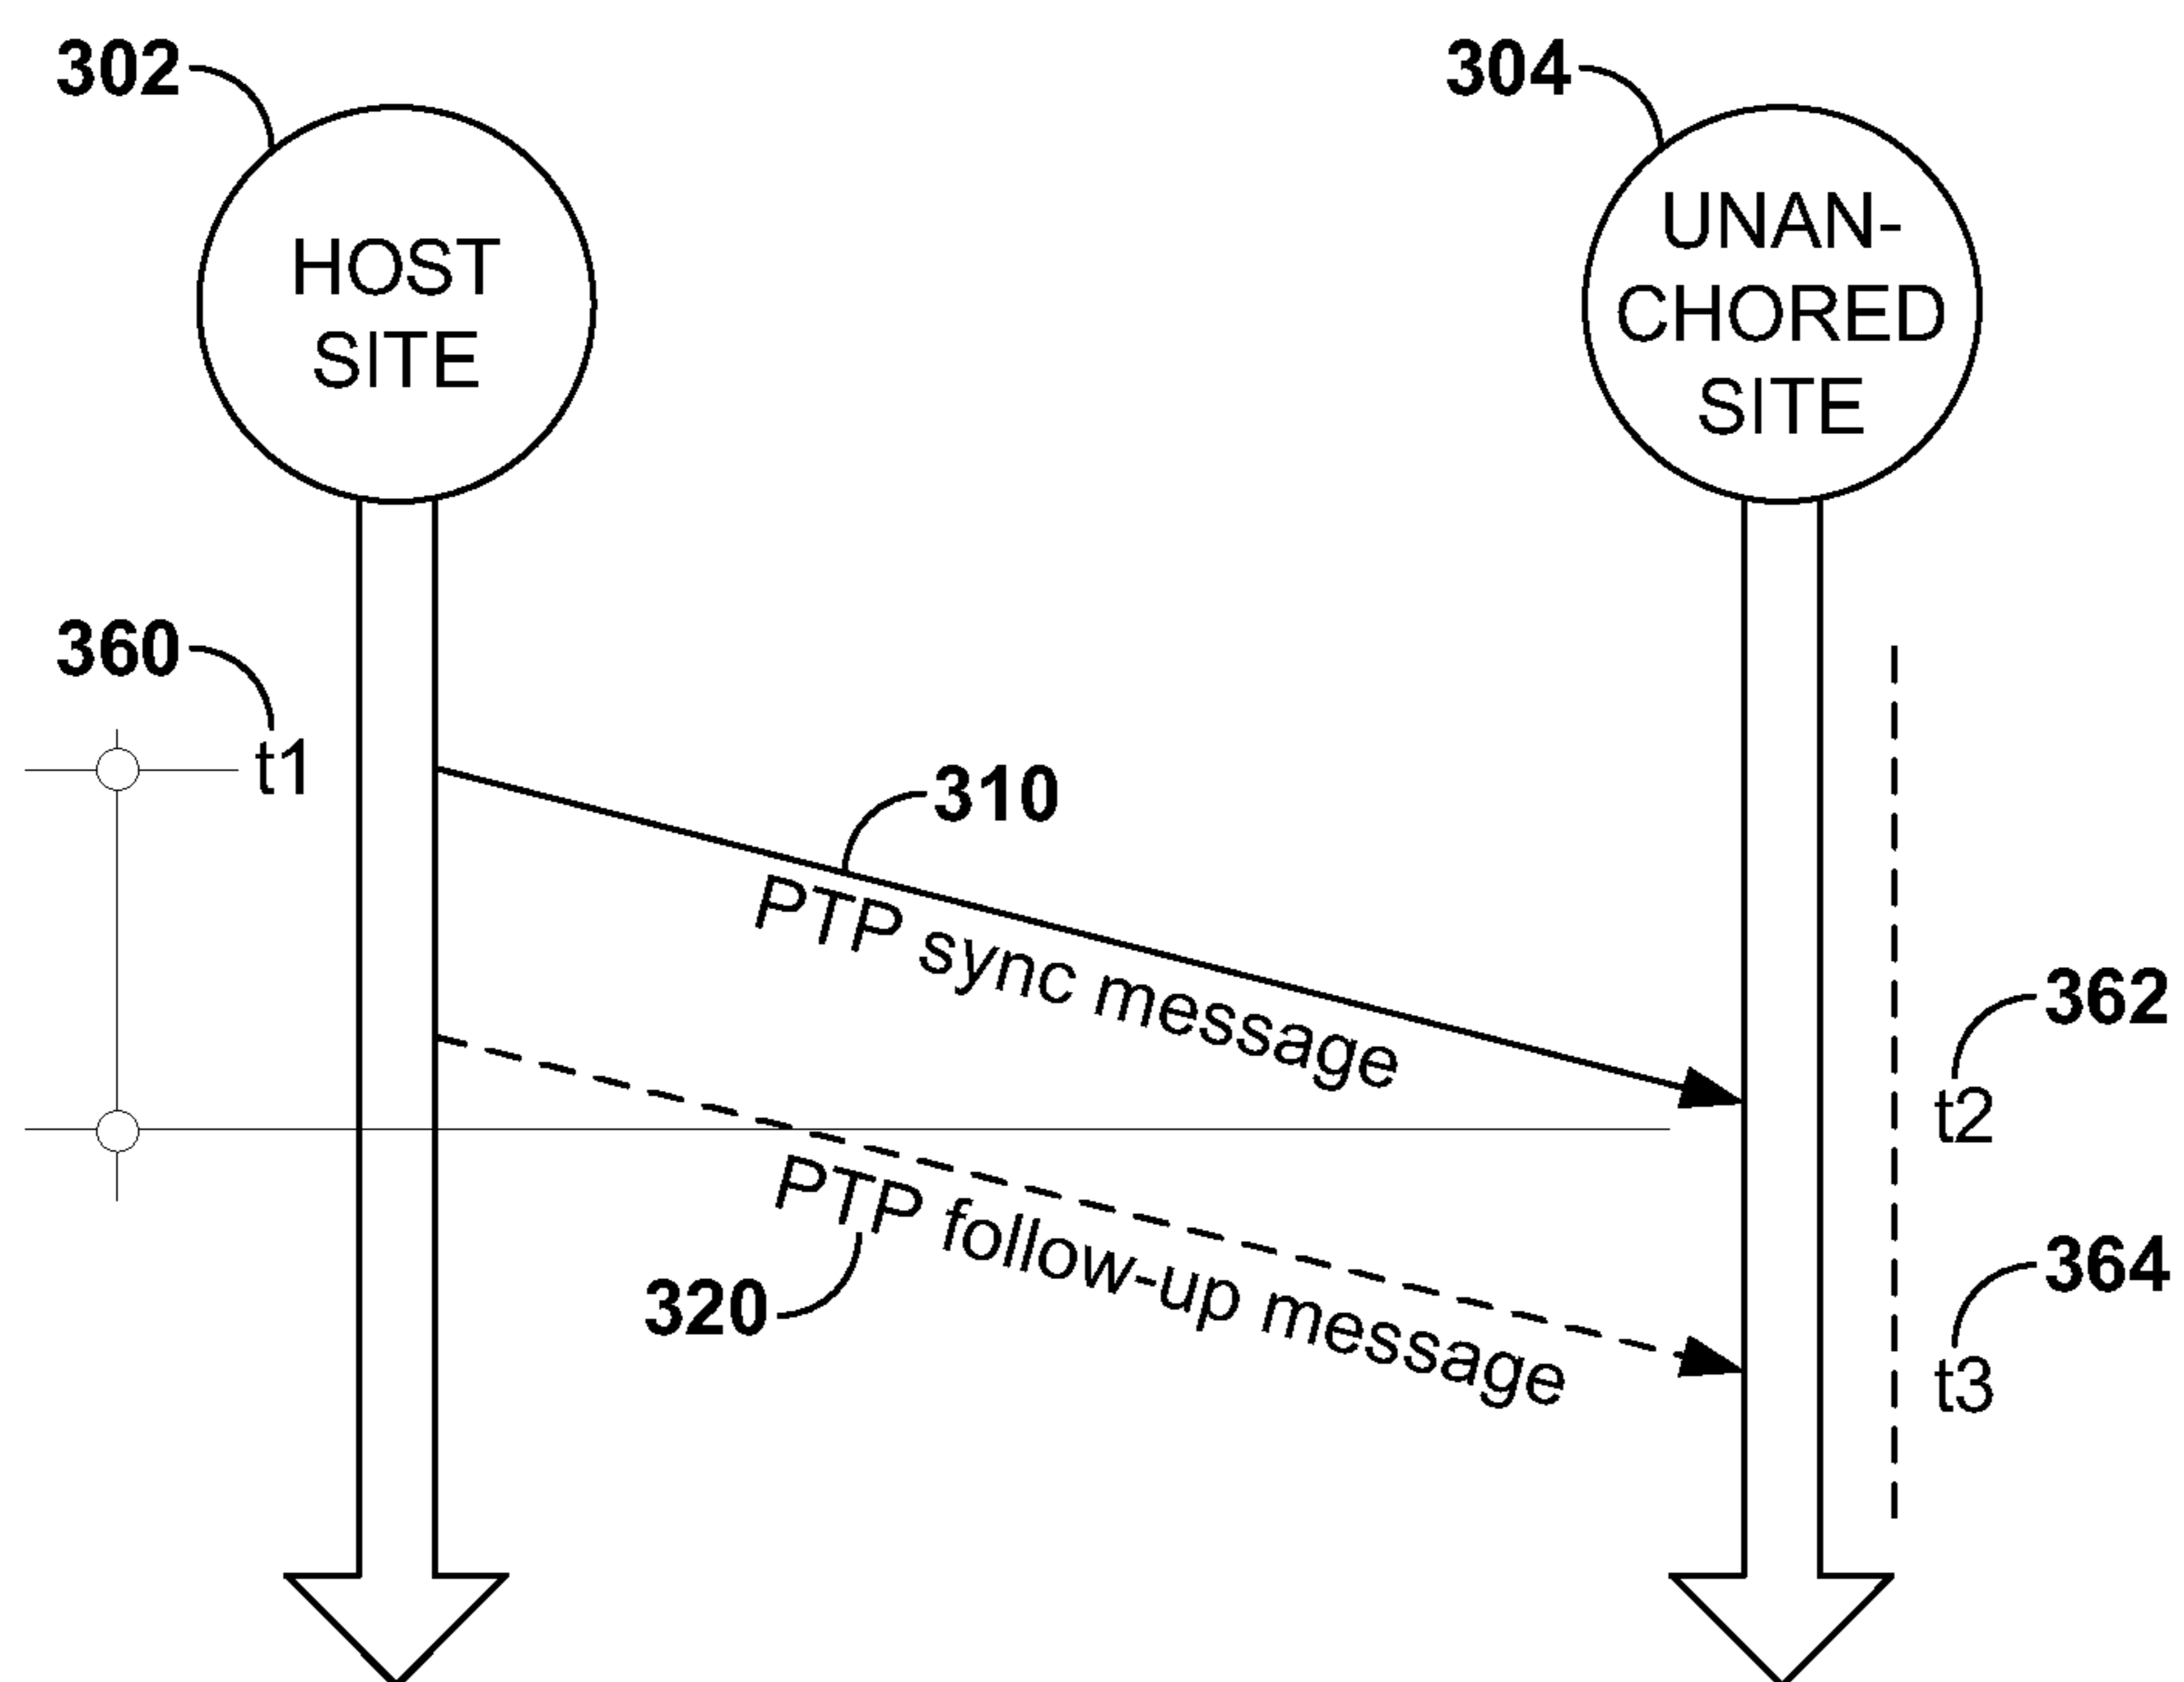 302
304
HOST
SITE
UNAN-
CHORED
SITE
360
t1
310
PTP sync message
362
t2
PTP follow-up message
320
364
t3